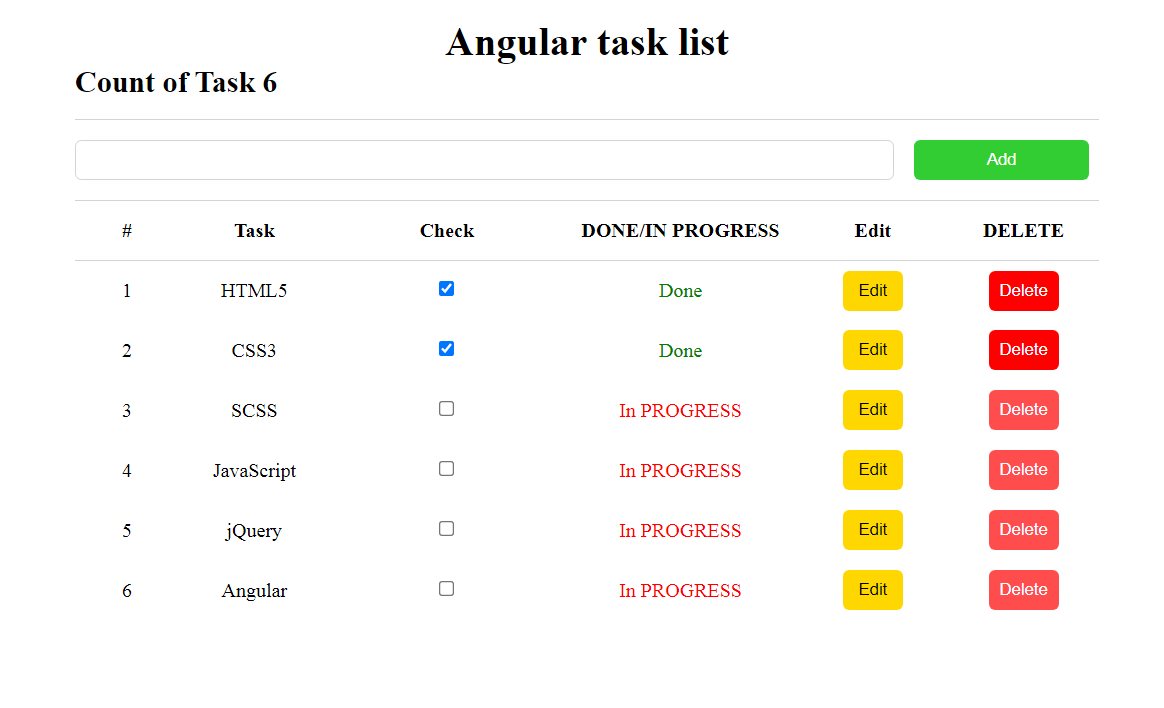 Angular task list
Count of Task 6
Add
# Task Check DONE/IN PROGRESS Edit DELETE
1 HTML5 Done Edit Delete
2 CSS3 Done Edit Delete
3 SCSS In PROGRESS Edit Delete
4 JavaScript In PROGRESS Edit Delete
5 jQuery In PROGRESS Edit Delete
6 Angular In PROGRESS Edit Delete